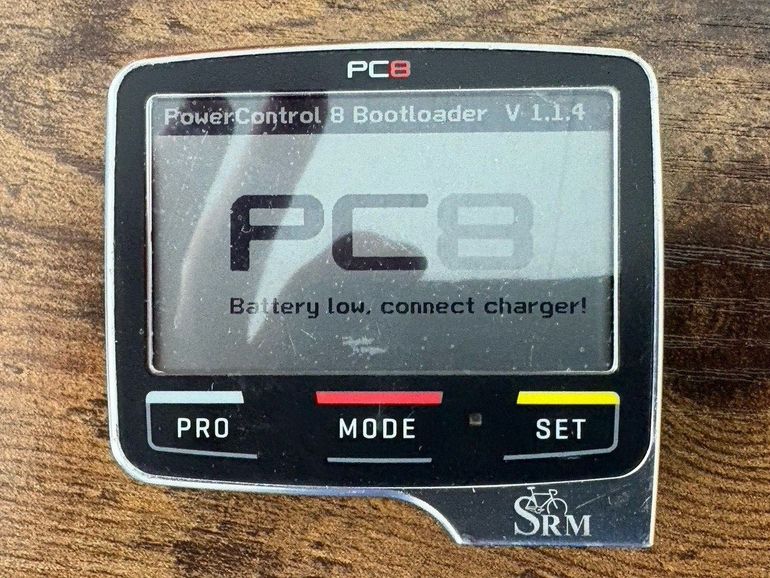 PC8
PowerControl 8 Bootloader V 1.1.4
PC8
Battery low, connect charger!
PRO MODE SET
SRM